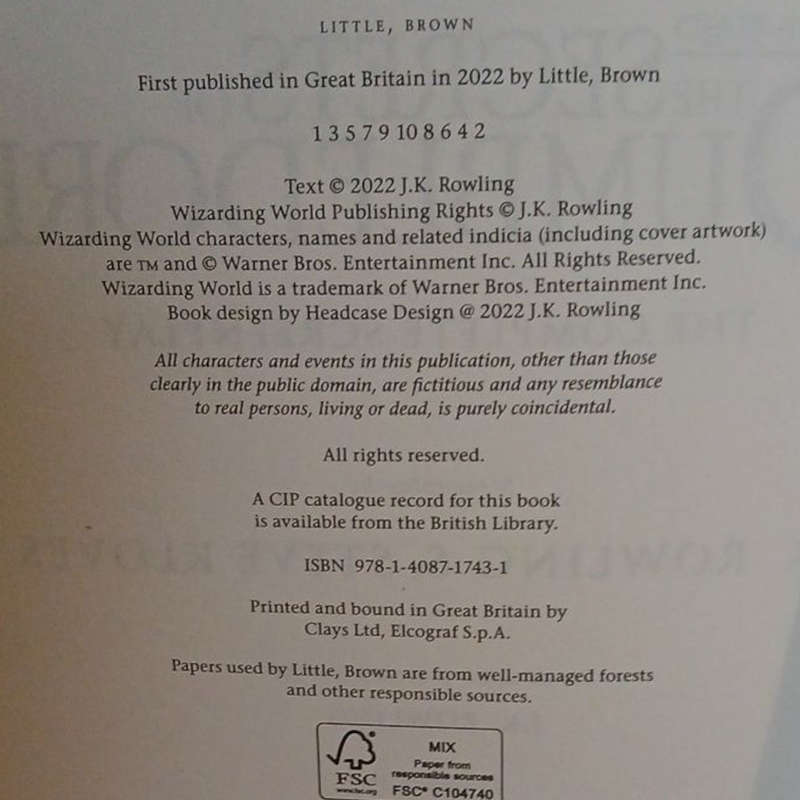 LITTLE, BROWN
First published in Great Britain in 2022 by Little, Brown
1 3 5 7 9 10 8 6 4 2
Text © 2022 J.K. Rowling
Wizarding World Publishing Rights © J.K. Rowling
Wizarding World characters, names and related indicia (including cover artwork)
are TM and © Warner Bros. Entertainment Inc. All Rights Reserved.
Wizarding World is a trademark of Warner Bros. Entertainment Inc.
Book design by Headcase Design @ 2022 J.K. Rowling
All characters and events in this publication, other than those
clearly in the public domain, are fictitious and any resemblance
to real persons, living or dead, is purely coincidental.
All rights reserved.
A CIP catalogue record for this book
is available from the British Library.
ISBN 978-1-4087-1743-1
Printed and bound in Great Britain by
Clays Ltd, Elcograf S.p.A.
Papers used by Little, Brown are from well-managed forests
and other responsible sources.
FSC
www.fsc.org
MIX
Paper from
responsible sources
FSC® C104740